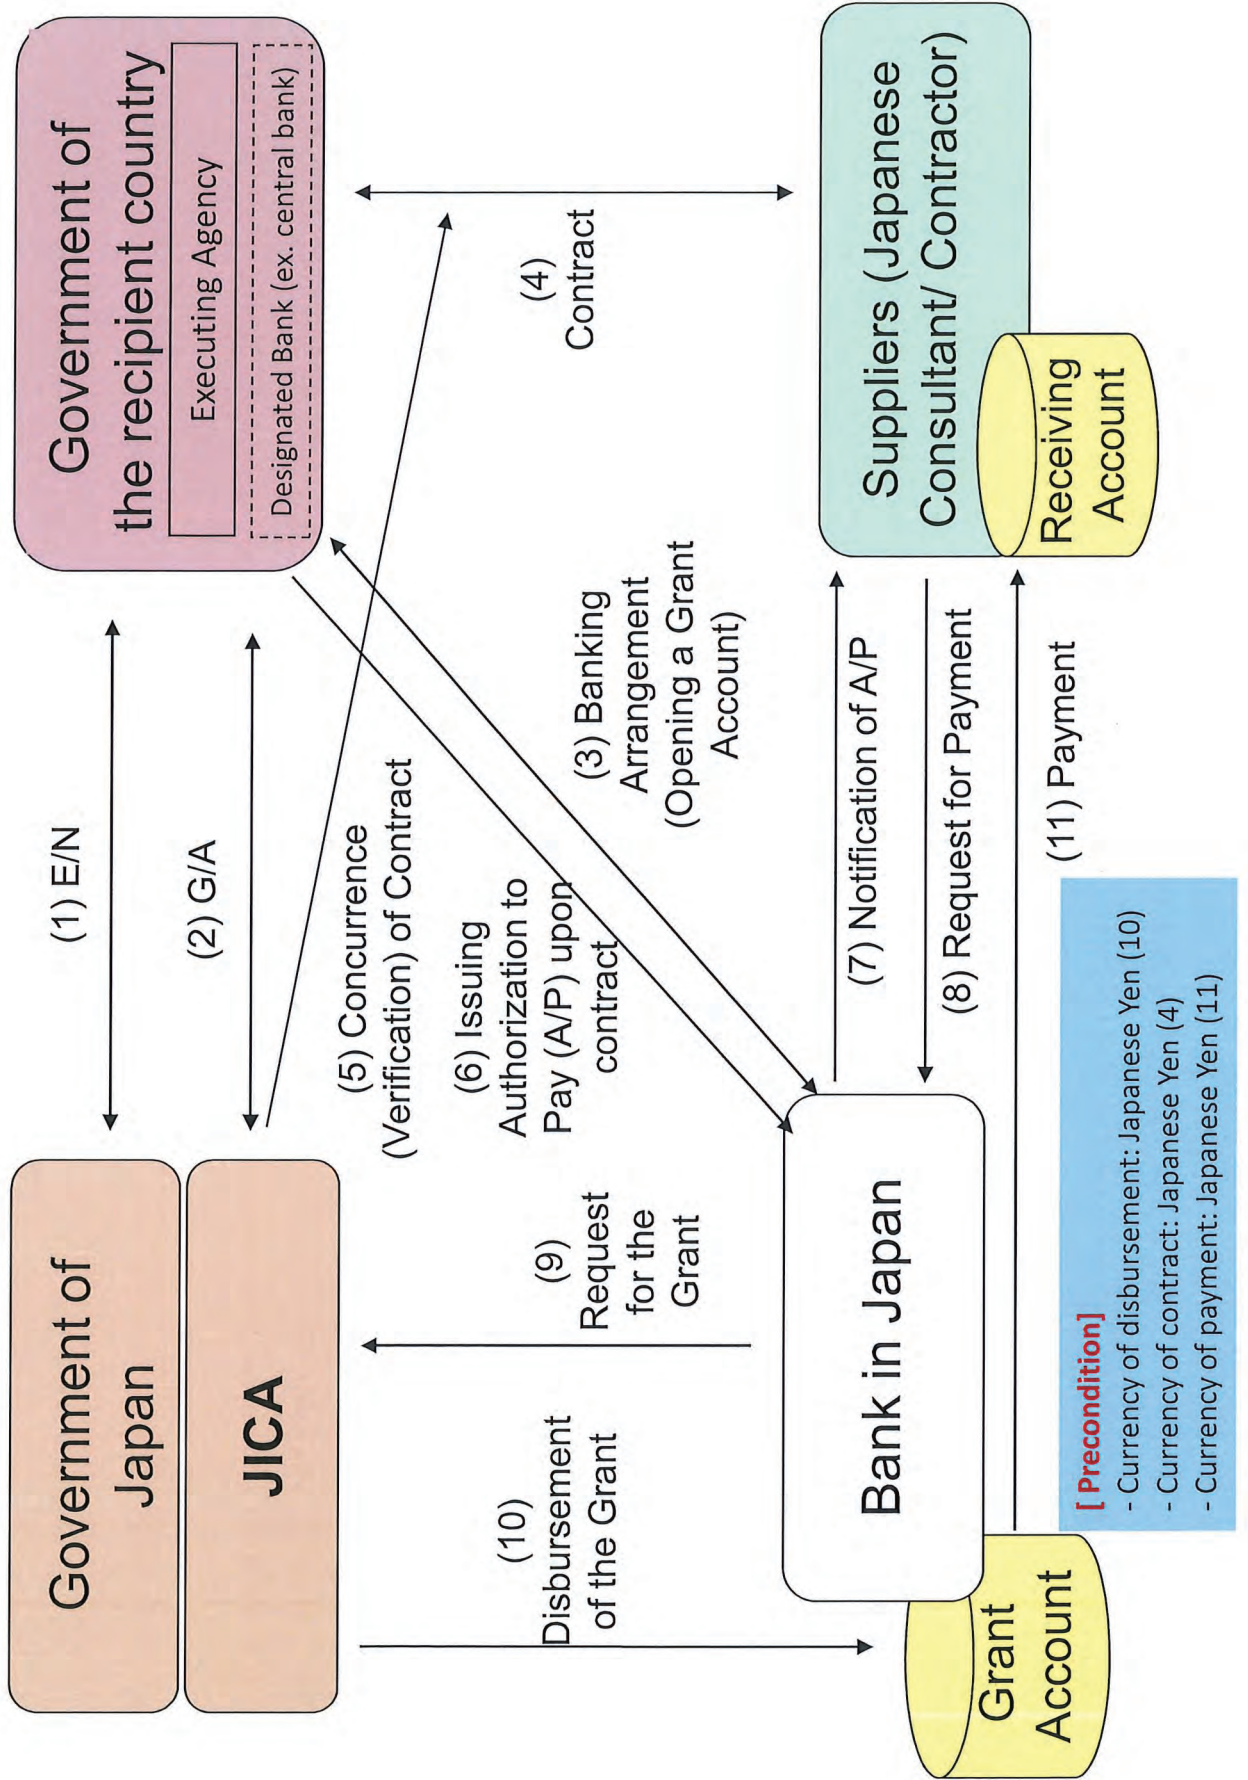 Government of
Japan
JICA
(1) E/N
(2) G/A
Government of
the recipient country
Executing Agency
Designated Bank (ex. central bank)
(5) Concurrence
(Verification) of Contract
(6) Issuing
Authorization to
Pay (A/P) upon
contract
(9)
Request
for the
Grant
(10)
Disbursement
of the Grant
(3) Banking
Arrangement
(Opening a Grant
Account)
(4)
Contract
Bank in Japan
Grant
Account
(7) Notification of A/P
(8) Request for Payment
(11) Payment
Suppliers (Japanese
Consultant/ Contractor)
Receiving
Account
[ Precondition]
- Currency of disbursement: Japanese Yen (10)
- Currency of contract: Japanese Yen (4)
- Currency of payment: Japanese Yen (11)